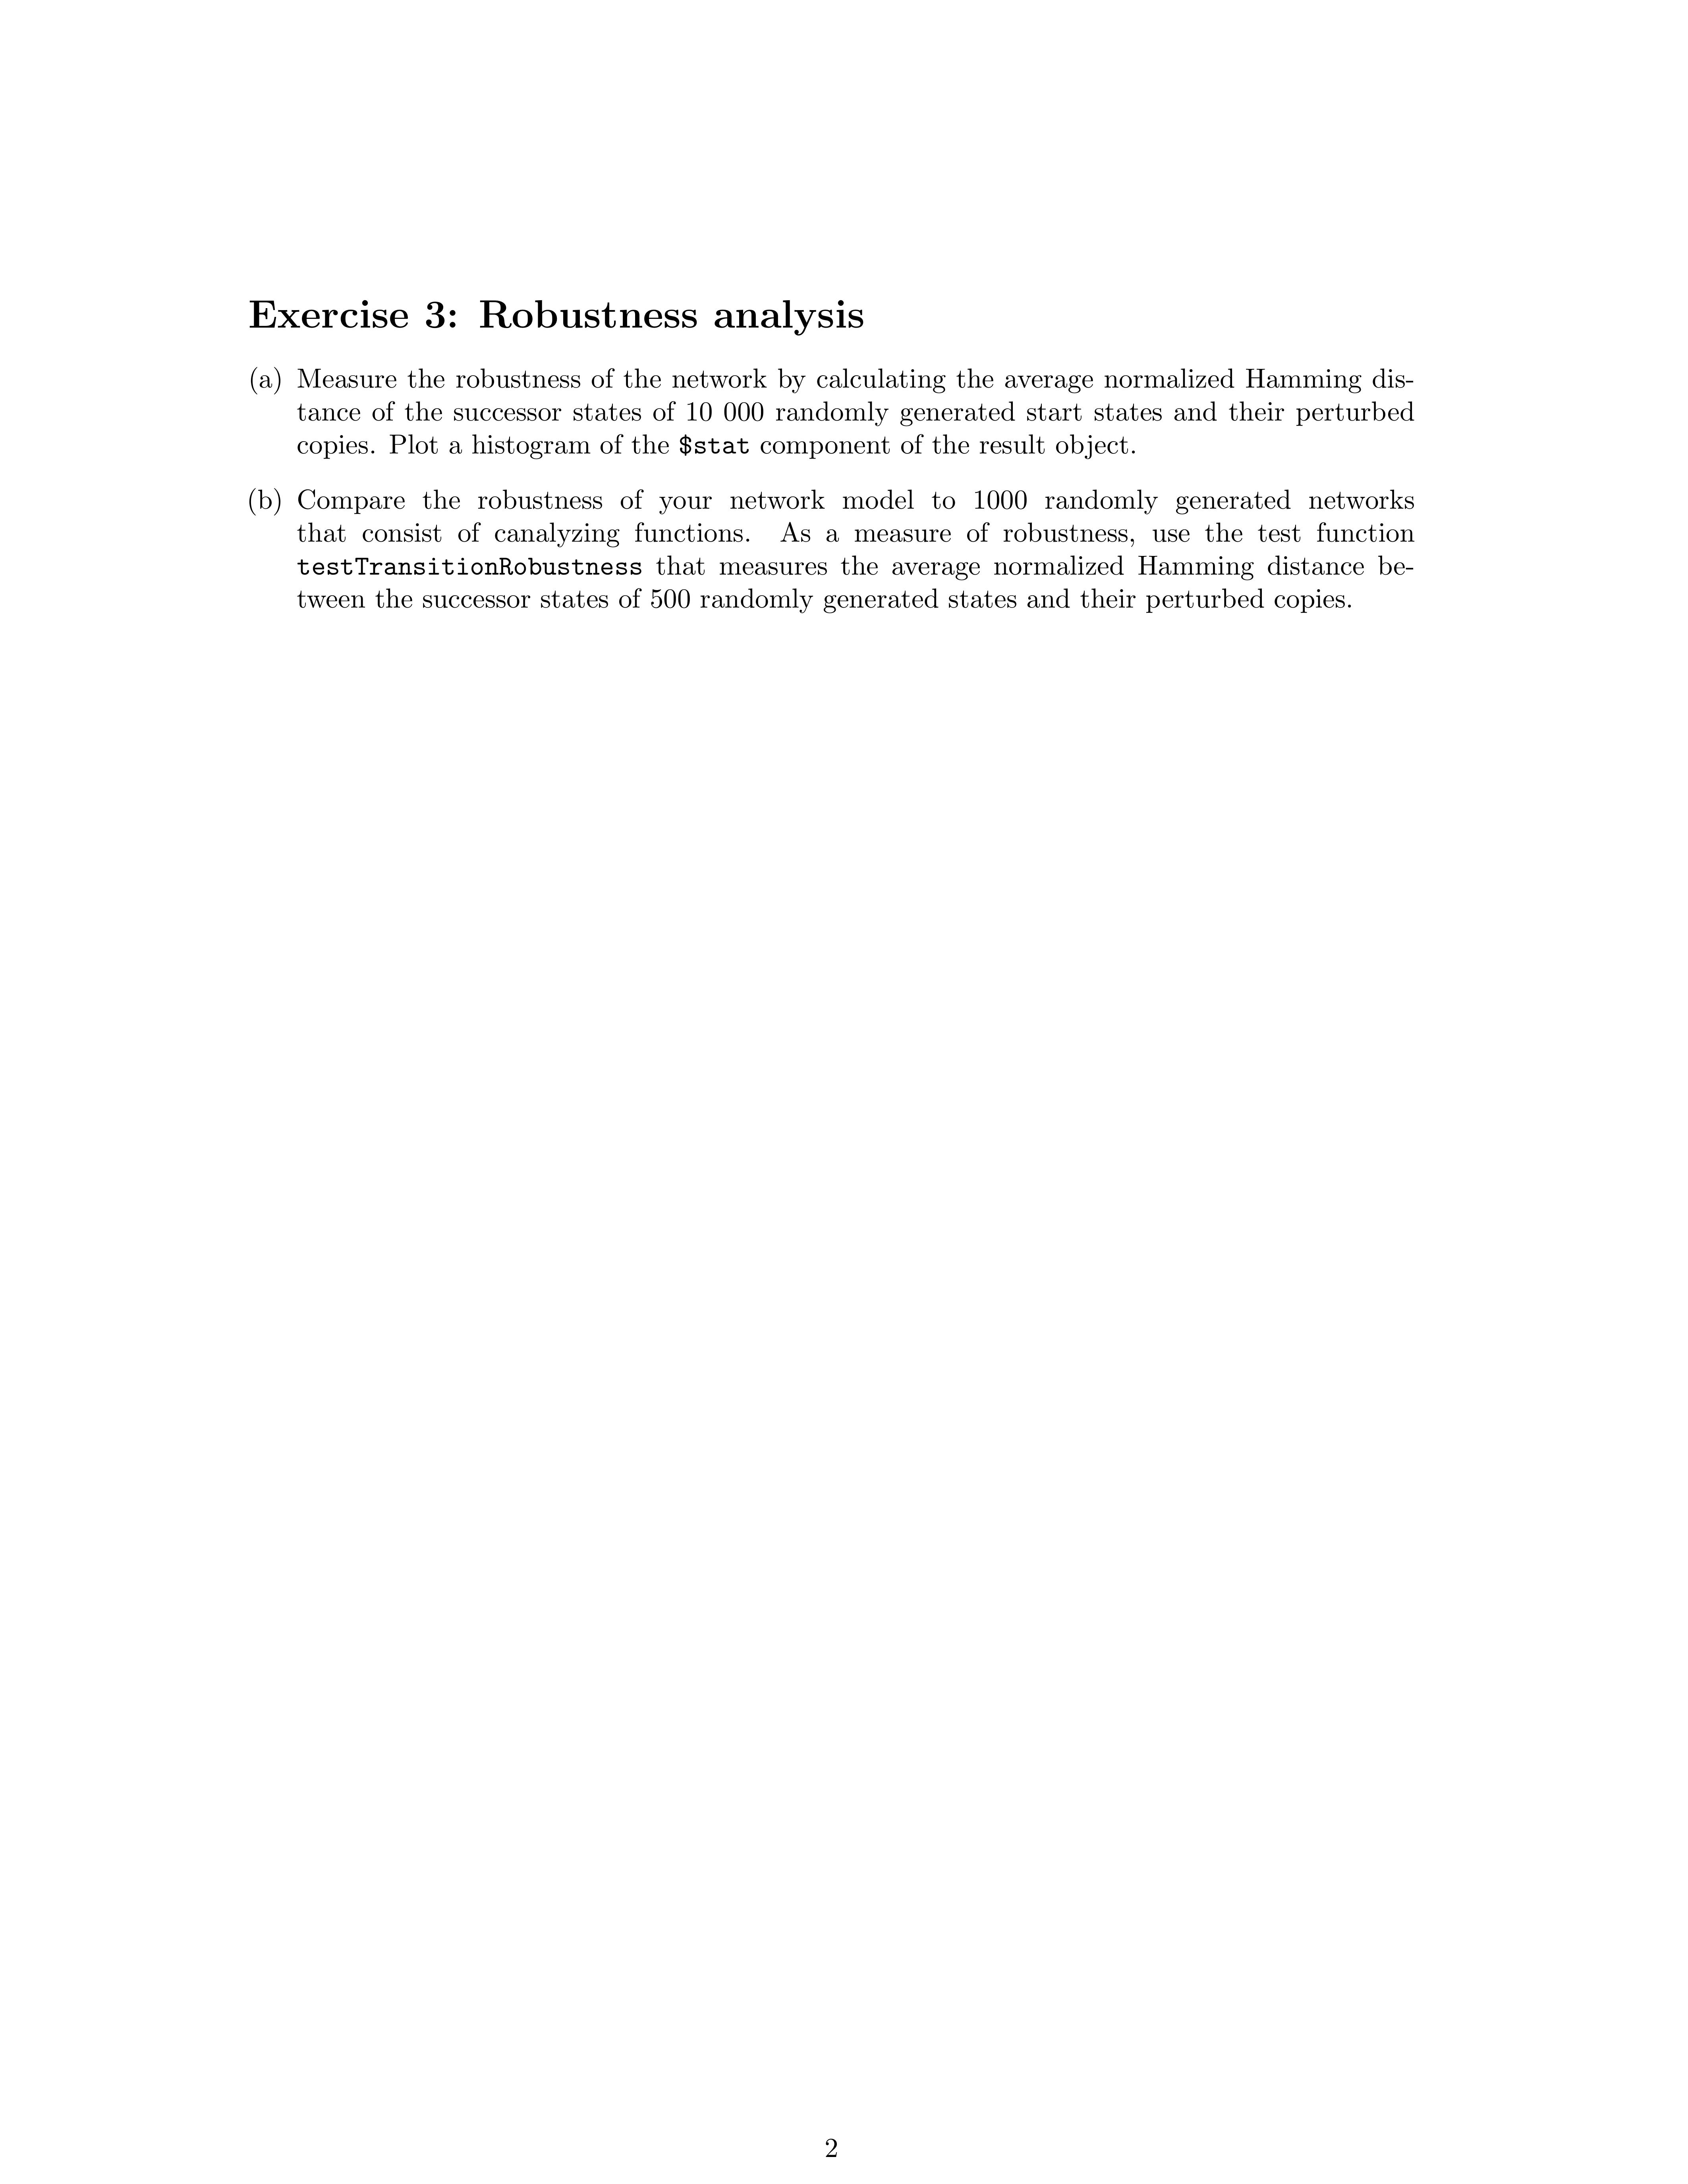 Exercise 3: Robustness analysis
(a) Measure the robustness of the network by calculating the average normalized Hamming dis-
tance of the successor states of 10 000 randomly generated start states and their perturbed
copies. Plot a histogram of the $stat component of the result object.
(b) Compare the robustness of your network model to 1000 randomly generated networks
that consist of canalyzing functions. As a measure of robustness, use the test function
testTransitionRobustness that measures the average normalized Hamming distance be-
tween the successor states of 500 randomly generated states and their perturbed copies.
2